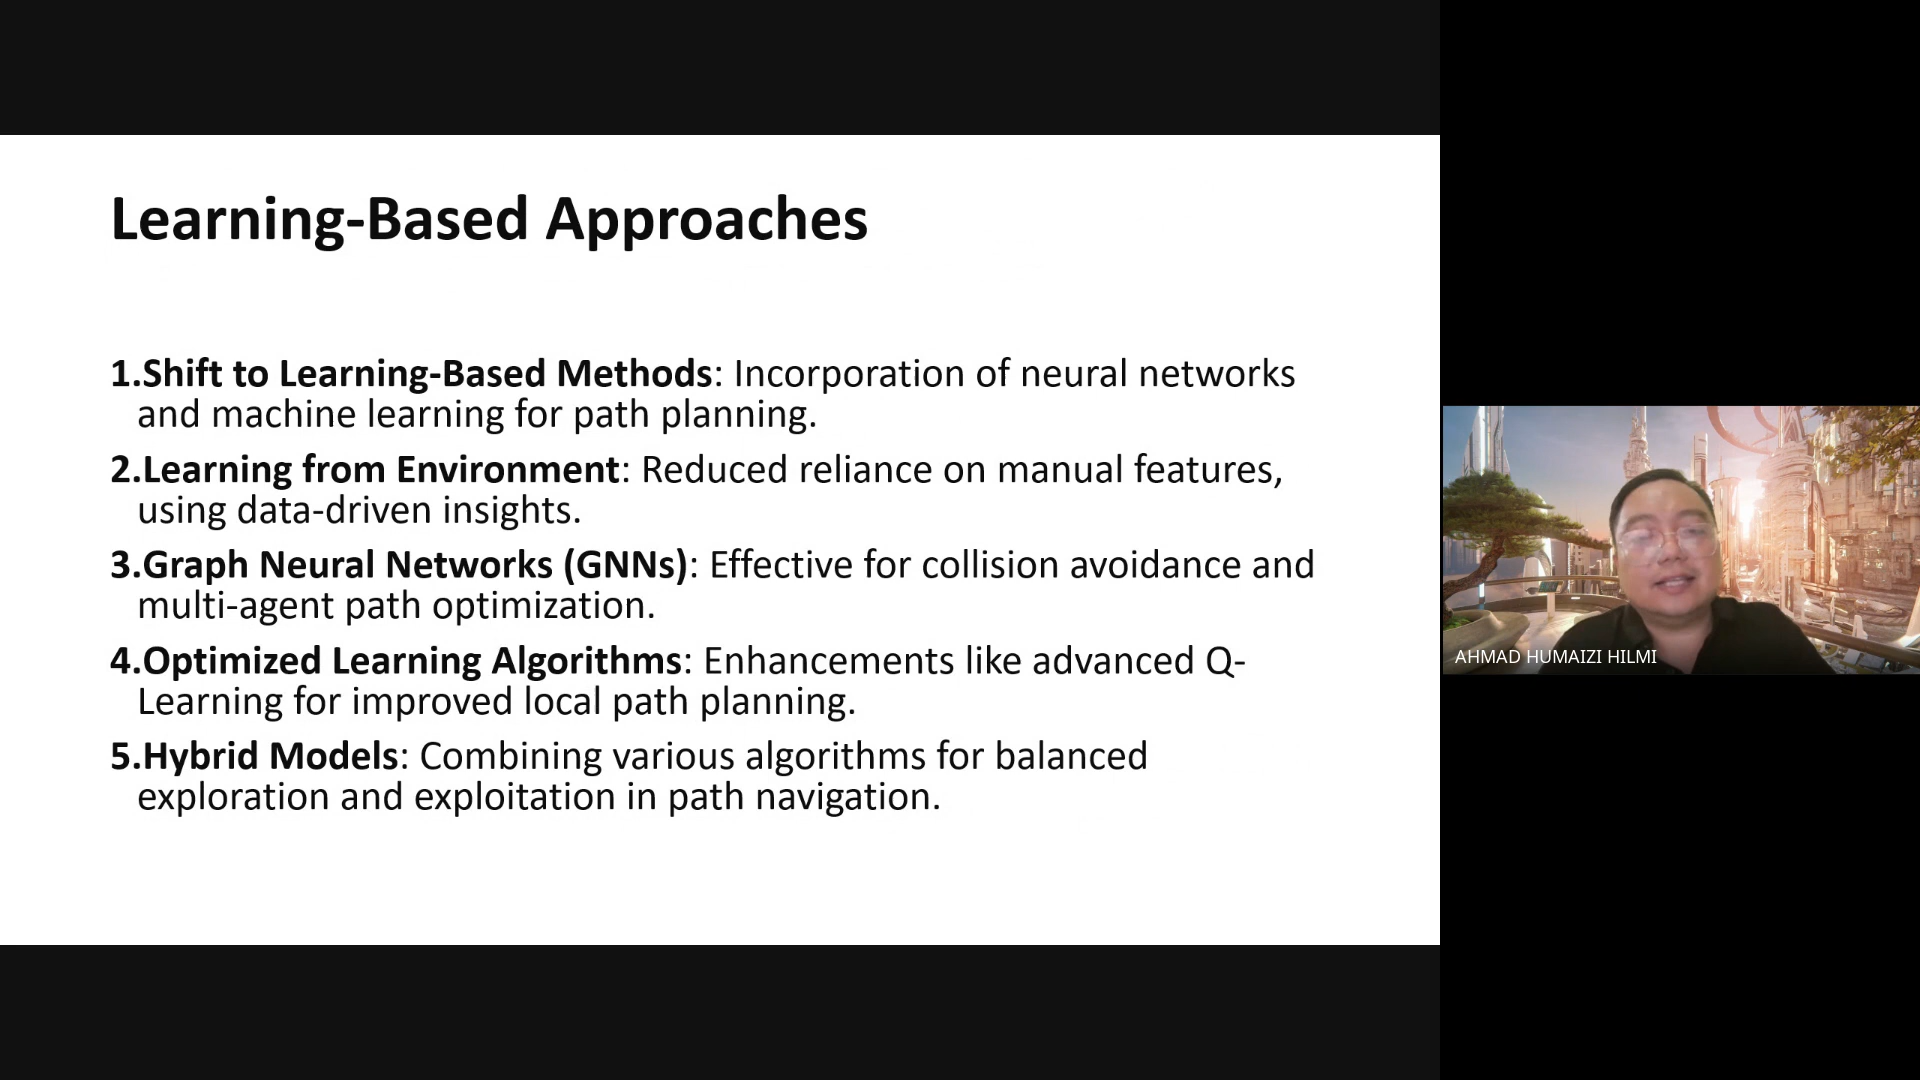 Learning-Based Approaches
1.Shift to Learning-Based Methods: Incorporation of neural networks
and machine learning for path planning.
2.Learning from Environment: Reduced reliance on manual features,
using data-driven insights.
3.Graph Neural Networks (GNNs): Effective for collision avoidance and
multi-agent path optimization.
4.Optimized Learning Algorithms: Enhancements like advanced Q-
Learning for improved local path planning.
5.Hybrid Models: Combining various algorithms for balanced
exploration and exploitation in path navigation.
AHMAD HUMAIZI HILMI